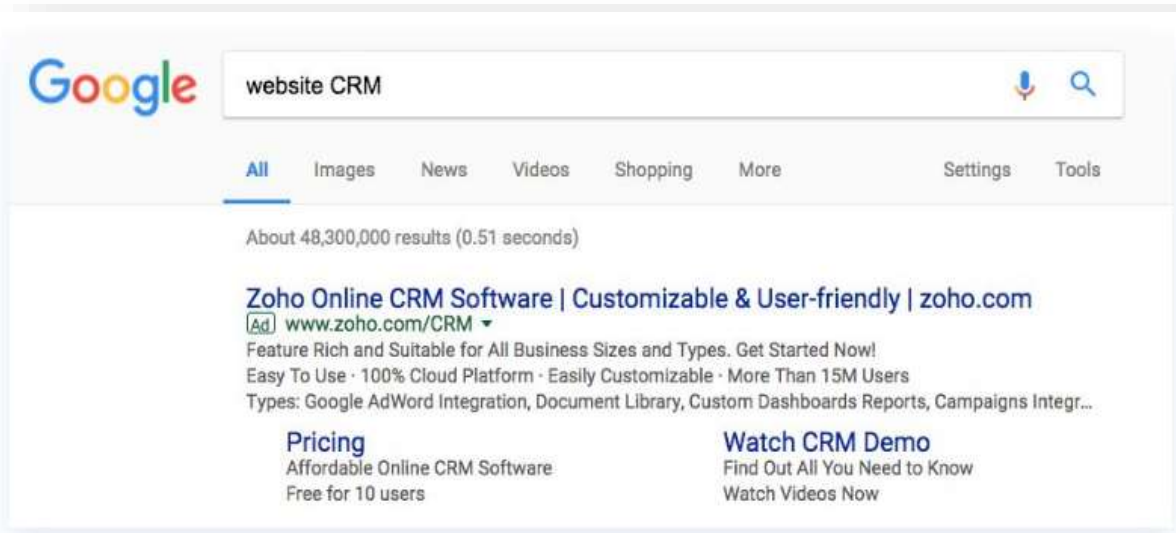 Google
website CRM
All Images News Videos Shopping More Settings Tools
About 48,300,000 results (0.51 seconds)
Zoho Online CRM Software | Customizable & User-friendly | zoho.com
Ad www.zoho.com/CRM
Feature Rich and Suitable for All Business Sizes and Types. Get Started Now!
Easy To Use · 100% Cloud Platform · Easily Customizable · More Than 15M Users
Types: Google AdWord Integration, Document Library, Custom Dashboards Reports, Campaigns Integr...
Pricing
Affordable Online CRM Software
Free for 10 users
Watch CRM Demo
Find Out All You Need to Know
Watch Videos Now